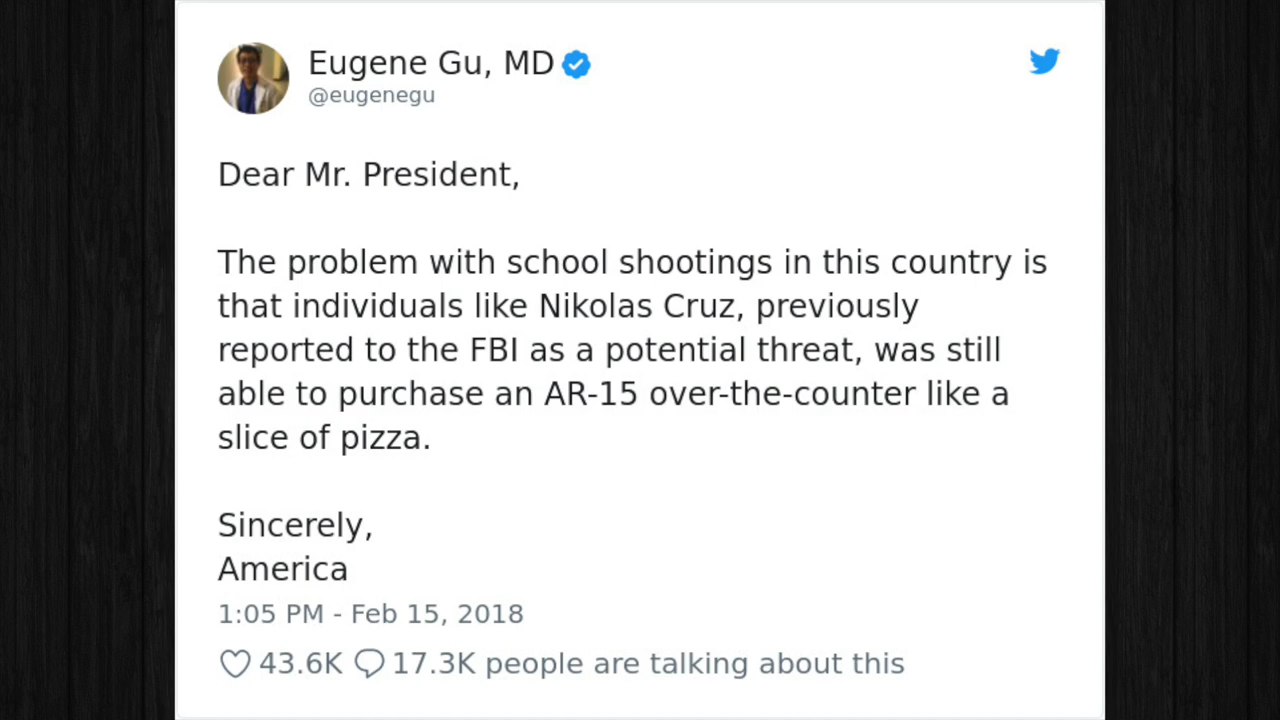 Eugene Gu, MD
@eugenegu
Dear Mr. President,
The problem with school shootings in this country is
that individuals like Nikolas Cruz, previously
reported to the FBI as a potential threat, was still
able to purchase an AR-15 over-the-counter like a
slice of pizza.
Sincerely,
America
1:05 PM - Feb 15, 2018
43.6K 17.3K people are talking about this